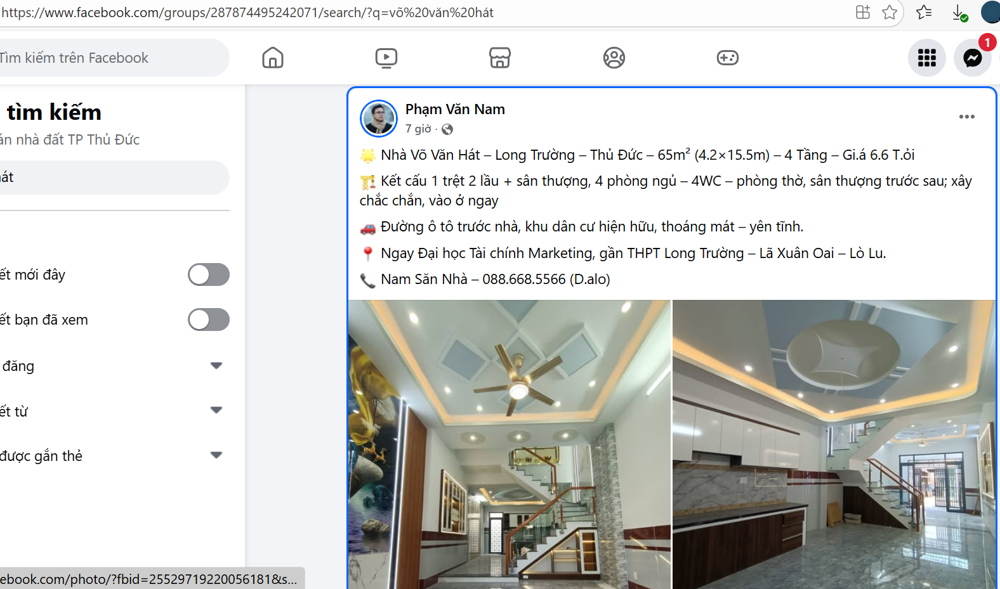 https://www.facebook.com/groups/287874495242071/search/?q=võ%20văn%20hát
Tìm kiếm trên Facebook
1
tìm kiếm
án nhà đất TP Thủ Đức
át
ết mới đây
ết bạn đã xem
đăng
ết từ
được gắn thẻ
Phạm Văn Nam
7 giờ ·
Nhà Võ Văn Hát – Long Trường – Thủ Đức – 65m² (4.2×15.5m) – 4 Tầng – Gi.á 6.6 T.ỏi
Kết cấu 1 trệt 2 lầu + sân thượng, 4 phòng ngủ – 4WC – phòng thờ, sân thượng trước sau; xây
chắc chắn, vào ở ngay
Đường ô tô trước nhà, khu dân cư hiện hữu, thoáng mát – yên tĩnh.
Ngay Đại học Tài chính Marketing, gần THPT Long Trường – Lã Xuân Oai – Lò Lu.
Nam Săn Nhà – 088.668.5566 (D.alo)
ebook.com/photo/?fbid=25529719220056181&s...